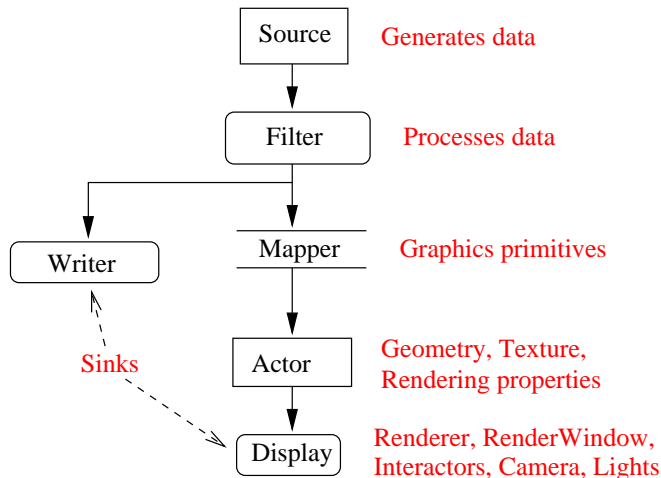 Source
Generates data
Filter
Processes data
Writer
Mapper
Graphics primitives
Sinks
Actor
Geometry, Texture,
Rendering properties
Display
Renderer, RenderWindow,
Interactors, Camera, Lights